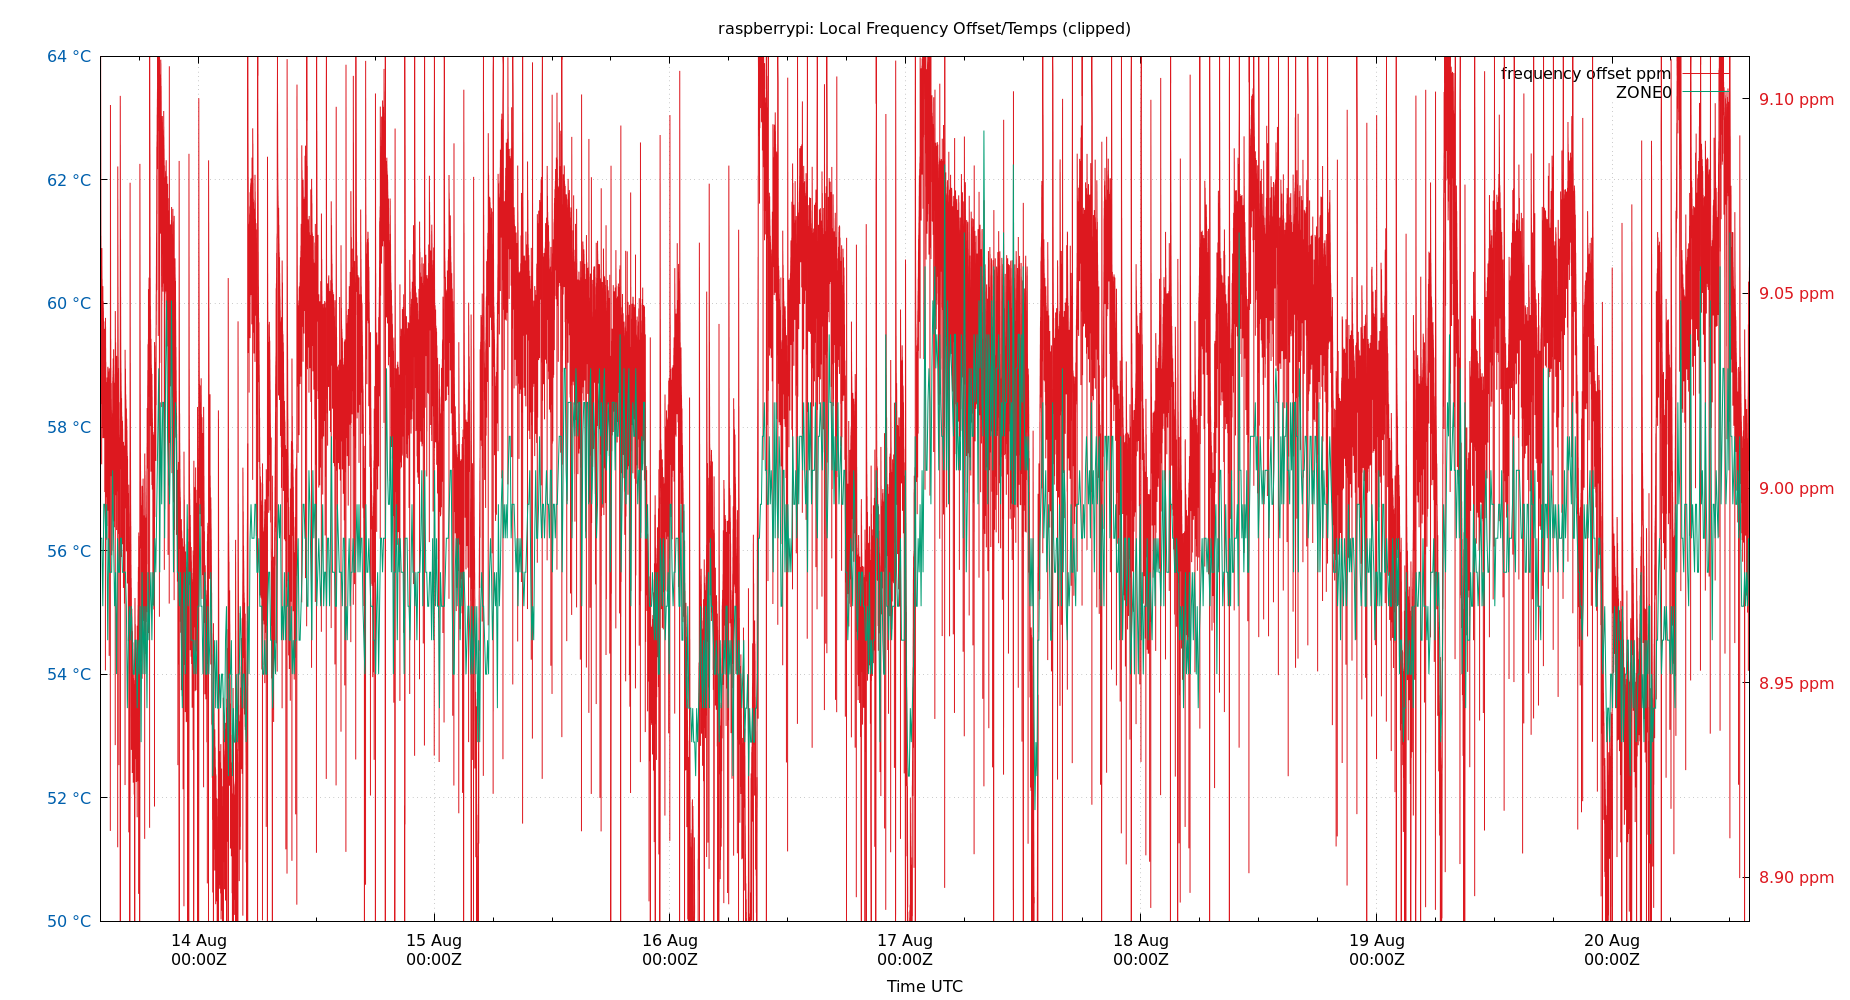 raspberrypi: Local Frequency Offset/Temps (clipped)
64 °C
62 °C
60 °C
58 °C
56 °C
54 °C
52 °C
50 °C
frequency offset ppm
ZONE0
9.10 ppm
9.05 ppm
9.00 ppm
8.95 ppm
8.90 ppm
14 Aug
00:00Z
15 Aug
00:00Z
16 Aug
00:00Z
17 Aug
00:00Z
18 Aug
00:00Z
19 Aug
00:00Z
20 Aug
00:00Z
Time UTC